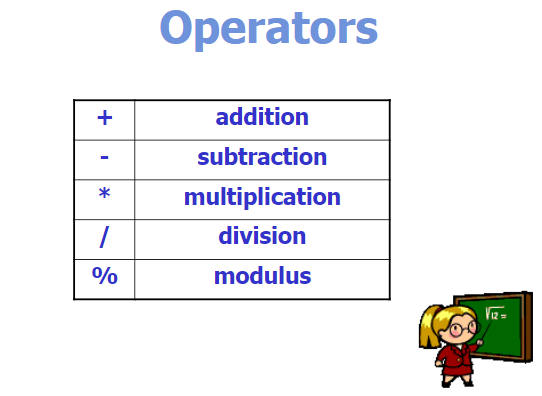 Operators
+ addition
- subtraction
* multiplication
/ division
% modulus
√12 =